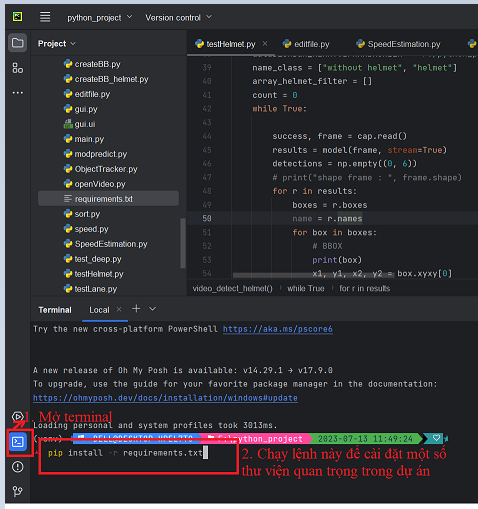 python_project
Version control
Project
testHelmet.py
editfile.py
SpeedEstimation.py
createBB.py
createBB_helmet.py
editfile.py
gui.py
gui.ui
main.py
modpredict.py
ObjectTracker.py
openVideo.py
requirements.txt
sort.py
speed.py
SpeedEstimation.py
test_deep.py
testHelmet.py
testLane.py
39 name_class = ["without helmet", "helmet"]
40 array_helmet_filter = []
41 count = 0
42 while True:
43
44 success, frame = cap.read()
45 results = model(frame, stream=True)
46 detections = np.empty((0, 6))
47 # print("shape frame : ", frame.shape)
48 for r in results:
49 boxes = r.boxes
50 name = r.names
51 for box in boxes:
52 # BBOX
53 print(box)
54 x1, y1, x2, y2 = box.xyxy[0]
video_detect_helmet() while True for r in results
Terminal Local
Try the new cross-platform PowerShell https://aka.ms/pscore6
A new release of Oh My Posh is available: v14.29.1 → v17.9.0
To upgrade, use the guide for your favorite package manager in the documentation:
https://ohmyposh.dev/docs/installation/windows#update
1. Mở terminal
Loading personal and system profiles took 3013ms.
python_project 2023-07-13 11:49:24
pip install -r requirements.txt
2. Chạy lệnh này để cài đặt một số
thư viện quan trọng trong dự án